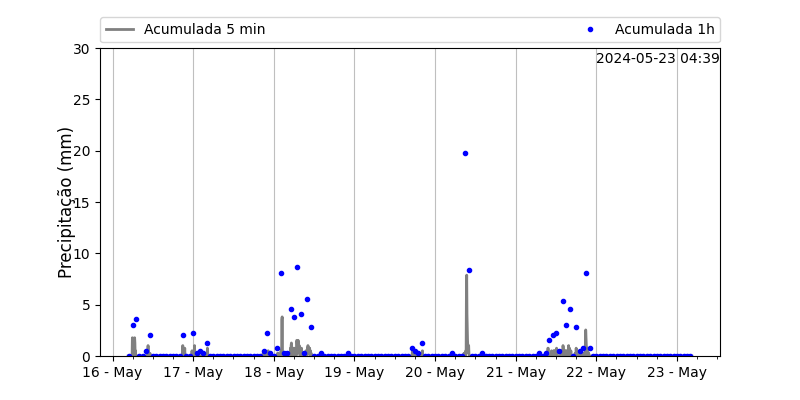 Acumulada 5 min
Acumulada 1h
2024-05-23 04:39
Precipitação (mm)
30
25
20
15
10
5
0
16 - May
17 - May
18 - May
19 - May
20 - May
21 - May
22 - May
23 - May